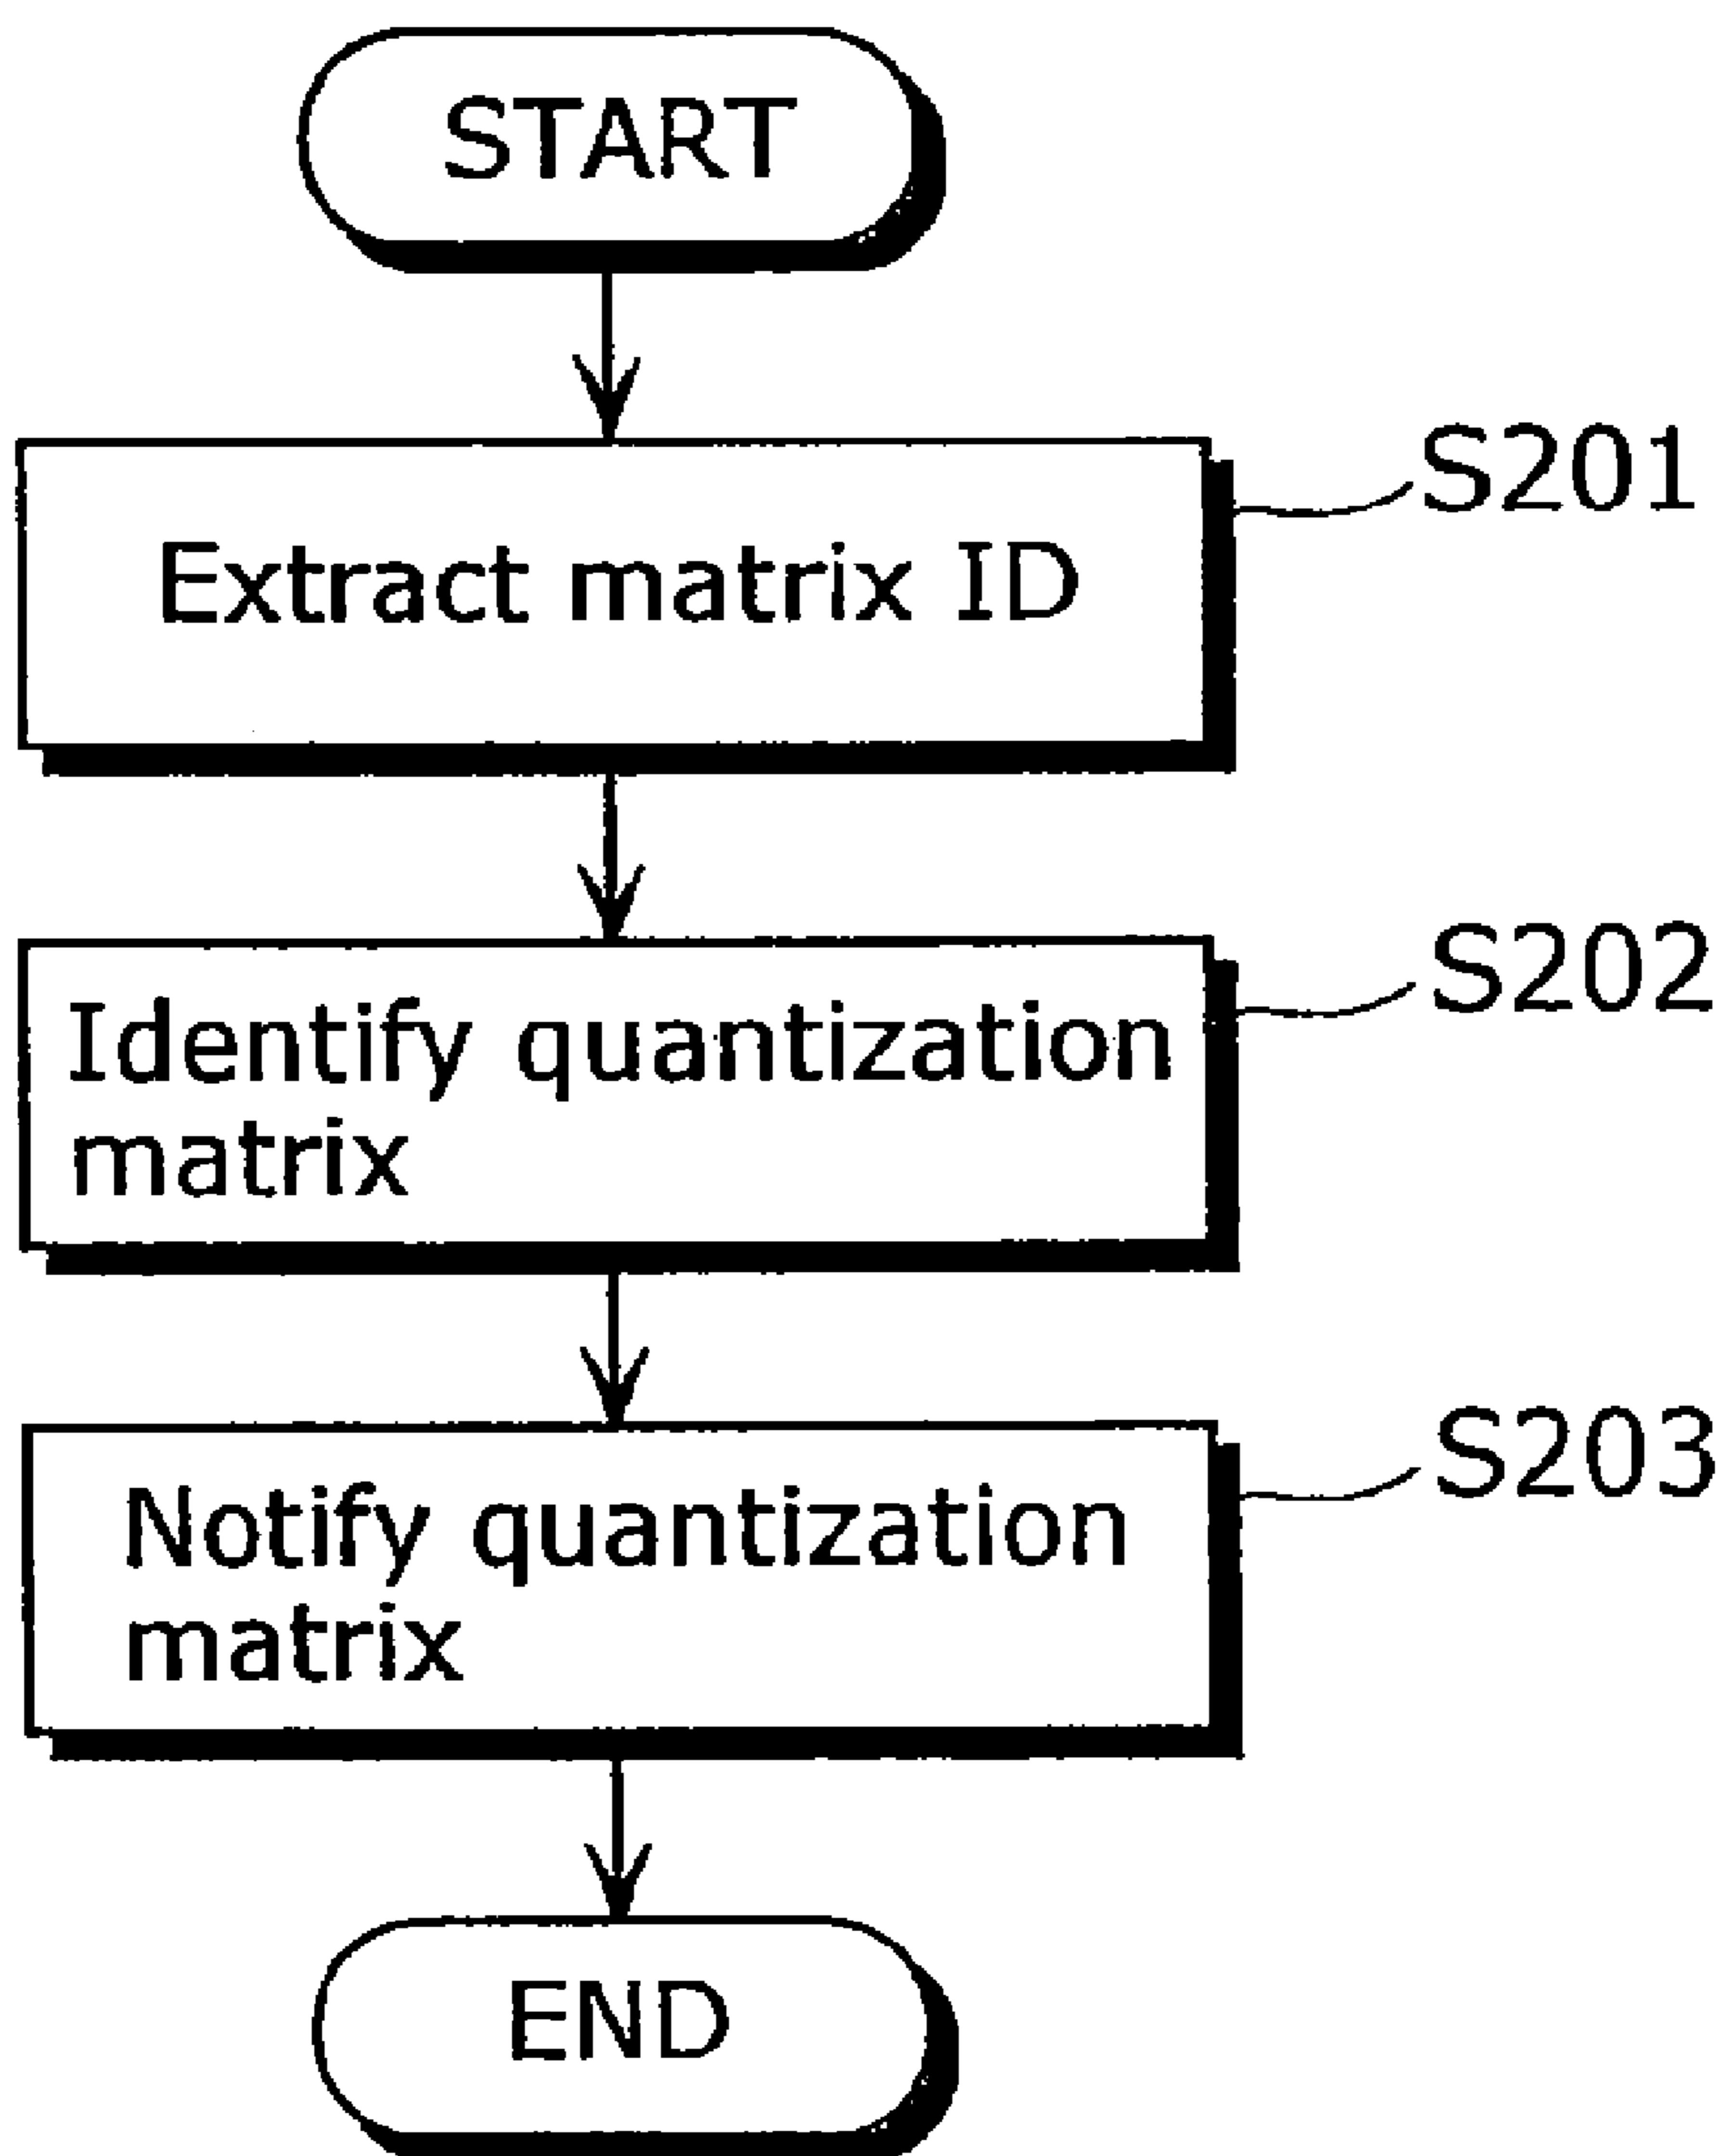 START
S201
Extract matrix ID
S202
Identify quantization
matrix
S203
Notify quantization
matrix
END